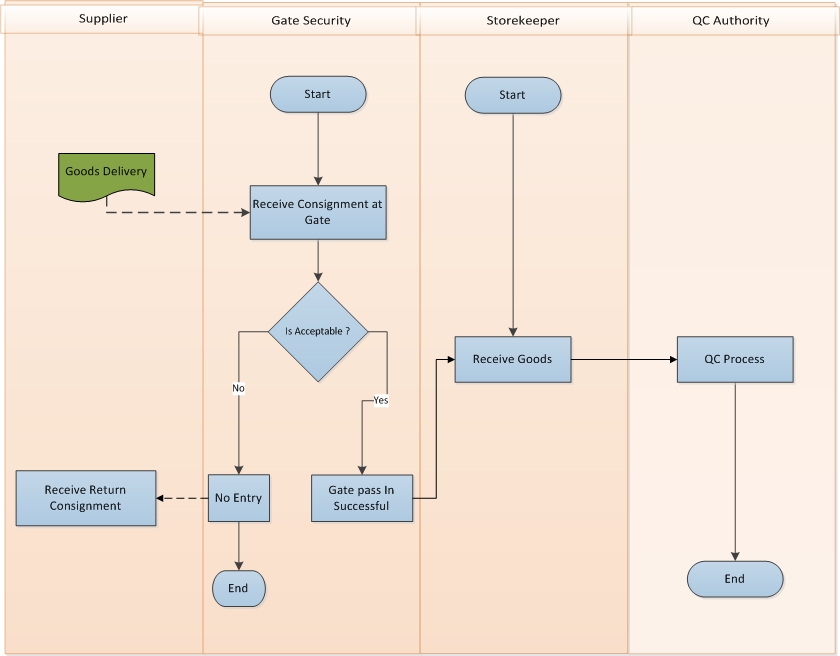 Supplier
Gate Security
Storekeeper
QC Authority
Start
Start
Goods Delivery
Receive Consignment at
Gate
Is Acceptable ?
Receive Goods
QC Process
No
Yes
Receive Return
Consignment
No Entry
Gate pass In
Successful
End
End